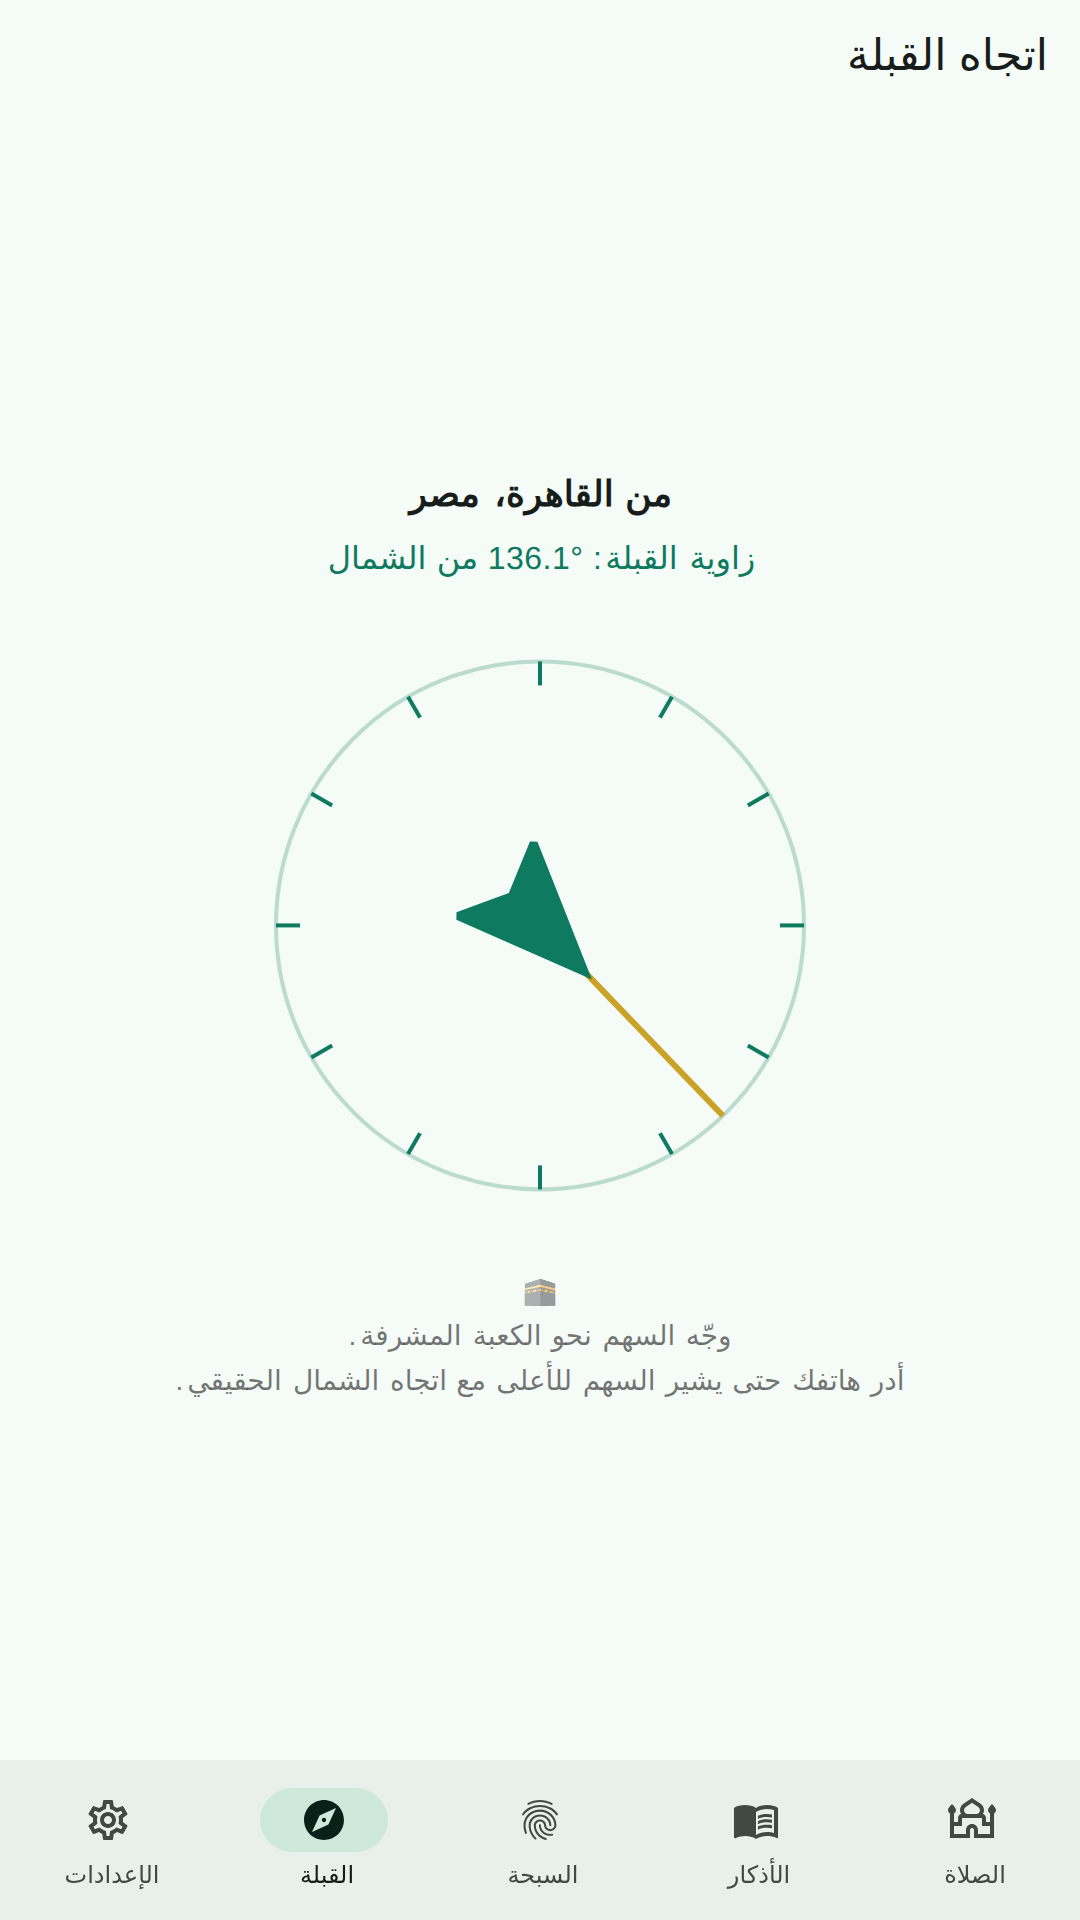 اتجاه القبلة
من القاهرة، مصر
زاوية القبلة: 136.1° من الشمال
وجّه السهم نحو الكعبة المشرفة.
أدر هاتفك حتى يشير السهم للأعلى مع اتجاه الشمال الحقيقي.
الصلاة
الأذكار
السبحة
القبلة
الإعدادات